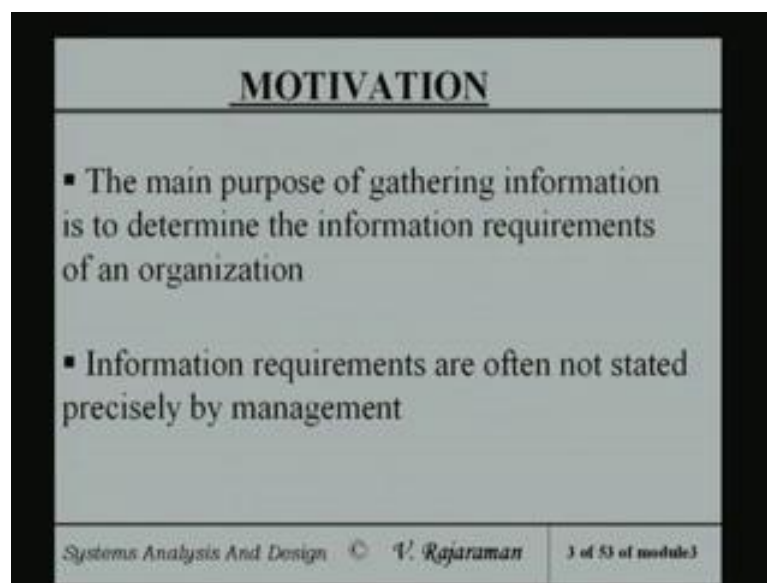 MOTIVATION
▪ The main purpose of gathering information
is to determine the information requirements
of an organization
▪ Information requirements are often not stated
precisely by management
Systems Analysis And Design © V. Rajaraman
3 of 53 of module3